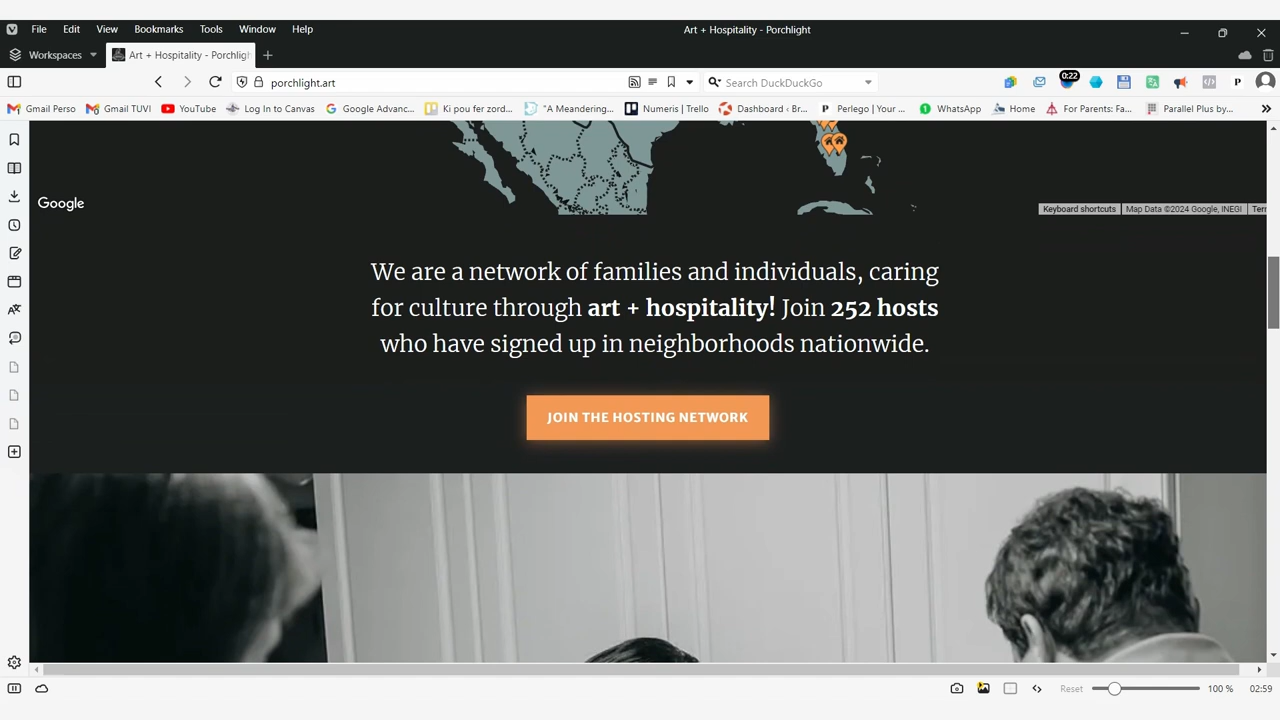 File Edit View Bookmarks Tools Window Help
Art + Hospitality - Porchlight
Workspaces
Art + Hospitality - Porchligh
porchlight.art
Search DuckDuckGo
0:22
P
Gmail Perso Gmail TUVI YouTube Log In to Canvas Google Advanc... Ki pou fer zord... "A Meandering... Numeris | Trello Dashboard ‹ Br... P Perlego | Your ... 1 WhatsApp Home For Parents: Fa... Parallel Plus by...
Google
Keyboard shortcuts Map Data ©2024 Google, INEGI Terr
We are a network of families and individuals, caring
for culture through art + hospitality! Join 252 hosts
who have signed up in neighborhoods nationwide.
JOIN THE HOSTING NETWORK
Reset 100 % 02:59